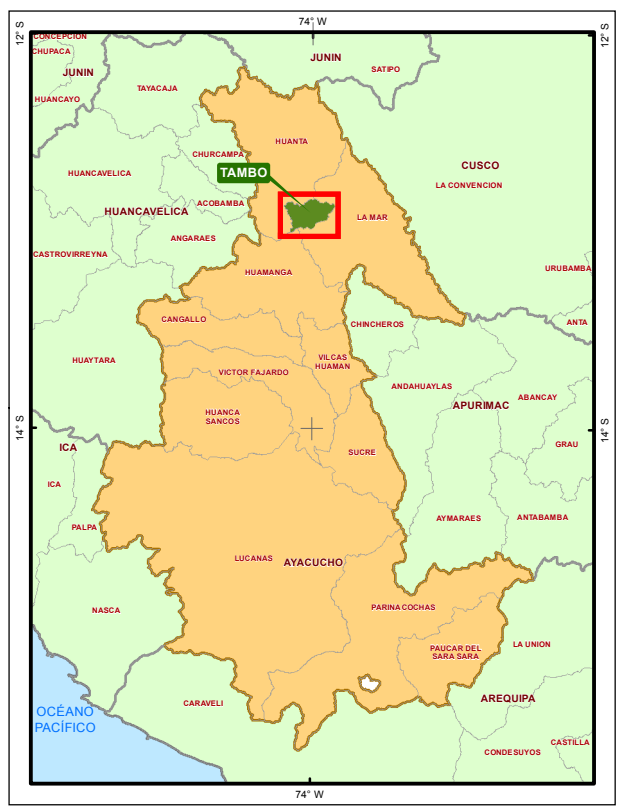 74° W
12° S
12° S
CONCEPCION
CHUPACA
JUNIN
JUNIN
SATIPO
HUANCAYO
TAYACAJA
HUANTA
CHURCAMPA
CUSCO
HUANCAVELICA
TAMBO
LA CONVENCION
ACOBAMBA
HUANCAVELICA
LA MAR
ANGARAES
CASTROVIRREYNA
URUBAMBA
HUAMANGA
CANGALLO
CHINCHEROS
ANTA
HUAYTARA
VILCAS
HUAMAN
VICTOR FAJARDO
ANDAHUAYLAS
ABANCAY
APURIMAC
HUANCA
SANCOS
14° S
14° S
GRAU
ICA
SUCRE
ICA
PALPA
AYMARAES
ANTABAMBA
LUCANAS
AYACUCHO
NASCA
PARINACOCHAS
PAUCAR DEL
SARA SARA
LA UNION
CARAVELI
AREQUIPA
OCÉANO
PACÍFICO
CASTILLA
CONDESUYOS
74° W